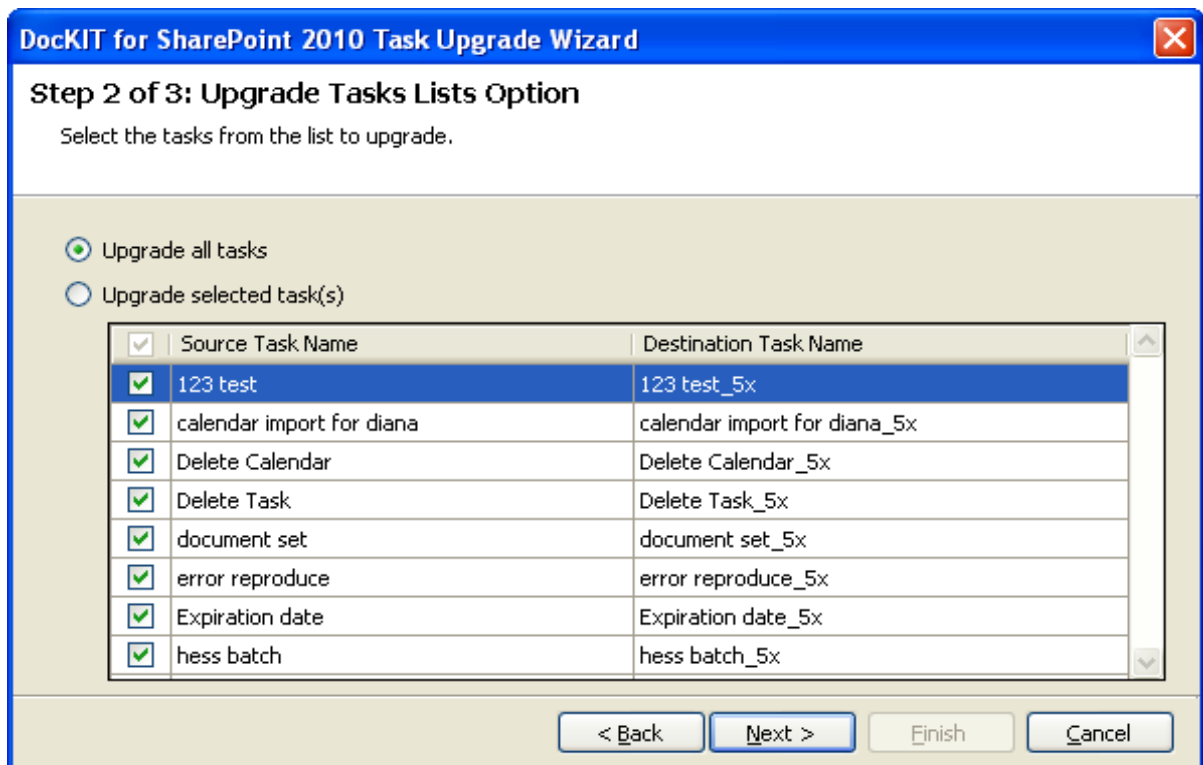 DocKIT for SharePoint 2010 Task Upgrade Wizard
Step 2 of 3: Upgrade Tasks Lists Option
Select the tasks from the list to upgrade.
Upgrade all tasks
Upgrade selected task(s)
Source Task Name Destination Task Name
123 test 123 test_5x
calendar import for diana calendar import for diana_5x
Delete Calendar Delete Calendar_5x
Delete Task Delete Task_5x
document set document set_5x
error reproduce error reproduce_5x
Expiration date Expiration date_5x
hess batch hess batch_5x
< Back Next > Finish Cancel